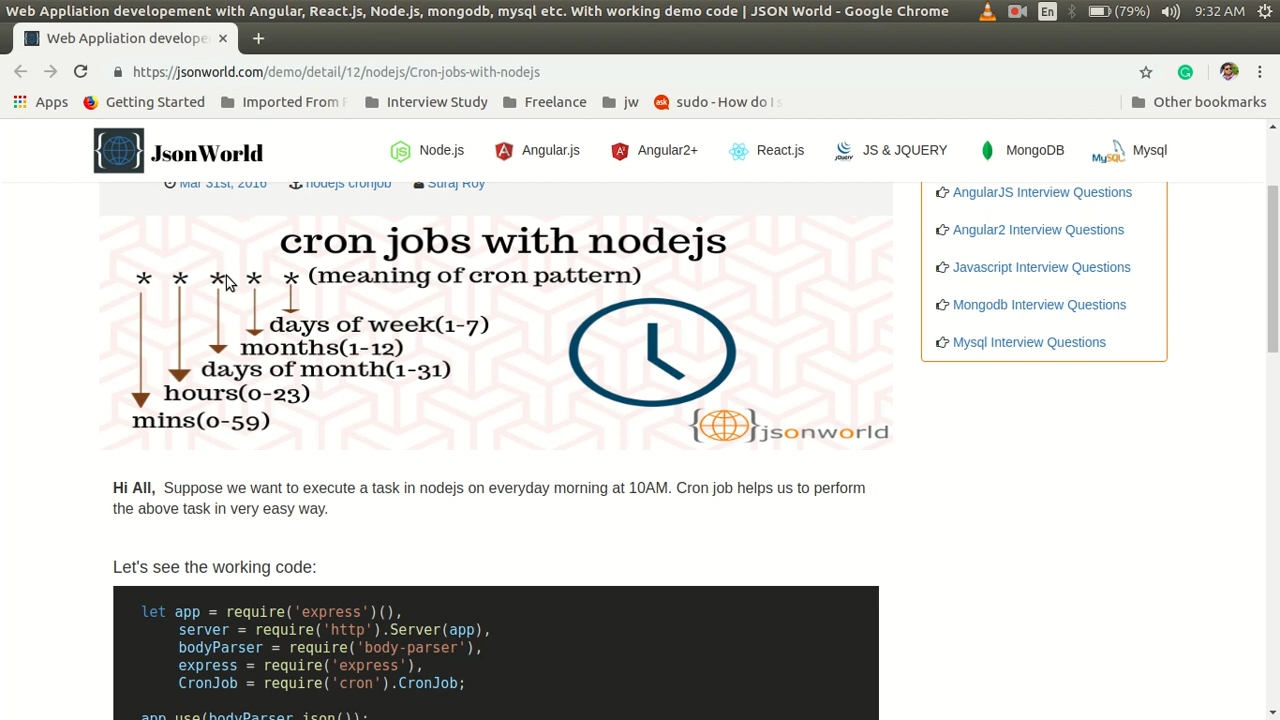 Web Appliation developement with Angular, React.js, Node.js, mongodb, mysql etc. With working demo code | JSON World - Google Chrome En (79%) 9:32 AM
Web Appliation develope
https://jsonworld.com/demo/detail/12/nodejs/Cron-jobs-with-nodejs
Apps Getting Started Imported From Interview Study Freelance jw ask sudo - How do I Other bookmarks
JsonWorld Node.js Angular.js Angular2+ React.js JS & JQUERY MongoDB Mysql
Mar 31st, 2016 nodejs cronjob Suraj Roy
AngularJS Interview Questions
Angular2 Interview Questions
Javascript Interview Questions
Mongodb Interview Questions
Mysql Interview Questions
cron jobs with nodejs
* * * * * (meaning of cron pattern)
days of week(1-7)
months(1-12)
days of month(1-31)
hours(0-23)
mins(0-59)
{}jsonworld
Hi All, Suppose we want to execute a task in nodejs on everyday morning at 10AM. Cron job helps us to perform
the above task in very easy way.
Let's see the working code:
let app = require('express')(),
server = require('http').Server(app),
bodyParser = require('body-parser'),
express = require('express'),
CronJob = require('cron').CronJob;
app.use(bodyParser.json());